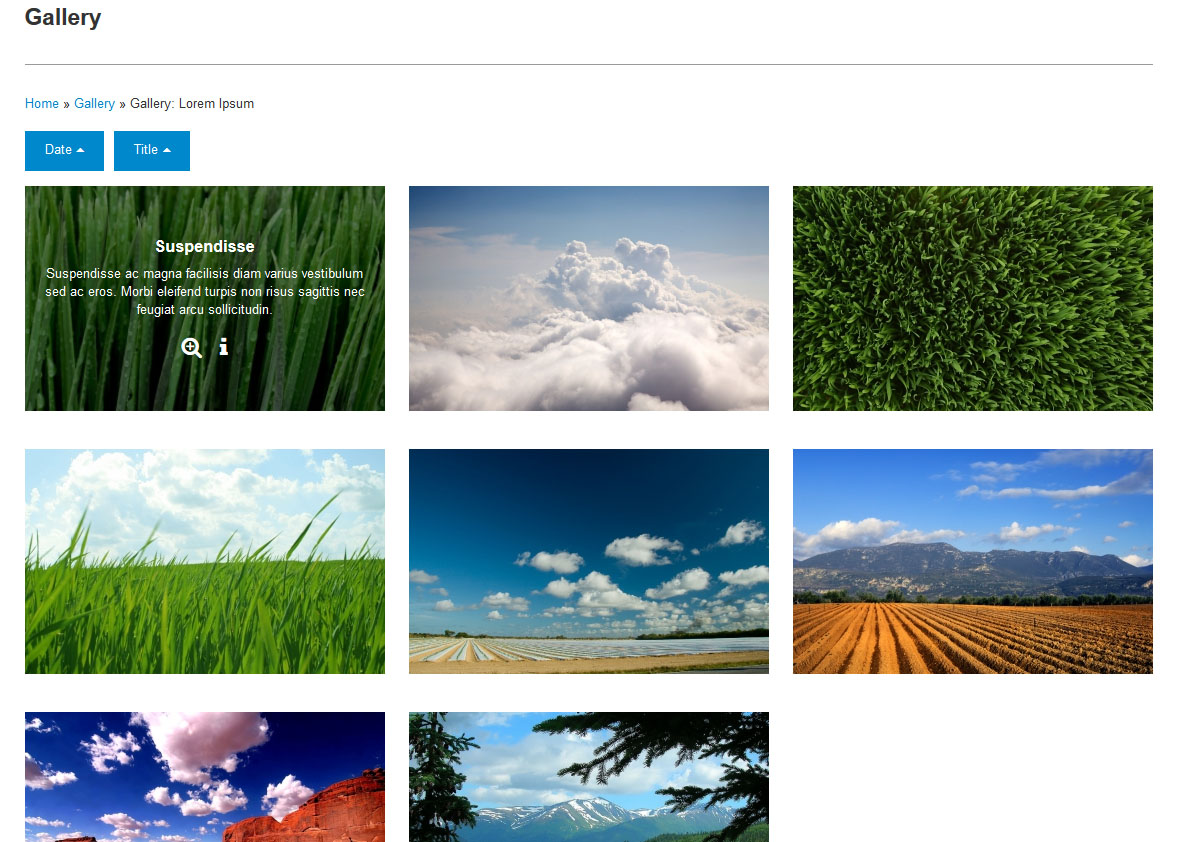 Gallery
Home » Gallery » Gallery: Lorem Ipsum
Date
Title
Suspendisse
Suspendisse ac magna facilisis diam varius vestibulum
sed ac eros. Morbi eleifend turpis non risus sagittis nec
feugiat arcu sollicitudin.